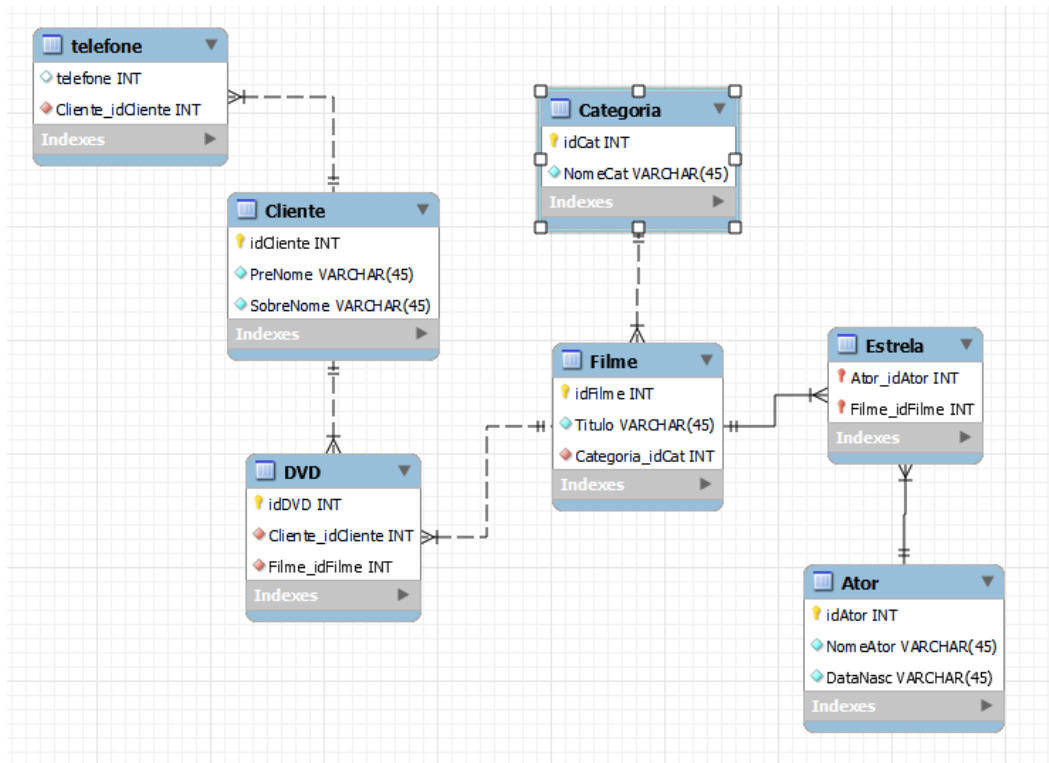 telefone
telefone INT
Cliente_idCliente INT
Indexes
Categoria
idCat INT
NomeCat VARCHAR(45)
Indexes
Cliente
idCliente INT
PreNome VARCHAR(45)
SobreNome VARCHAR(45)
Indexes
Filme
idFilme INT
Titulo VARCHAR(45)
Categoria_idCat INT
Indexes
Estrela
Ator_idAtor INT
Filme_idFilme INT
Indexes
DVD
idDVD INT
Cliente_idCliente INT
Filme_idFilme INT
Indexes
Ator
idAtor INT
NomeAtor VARCHAR(45)
DataNasc VARCHAR(45)
Indexes